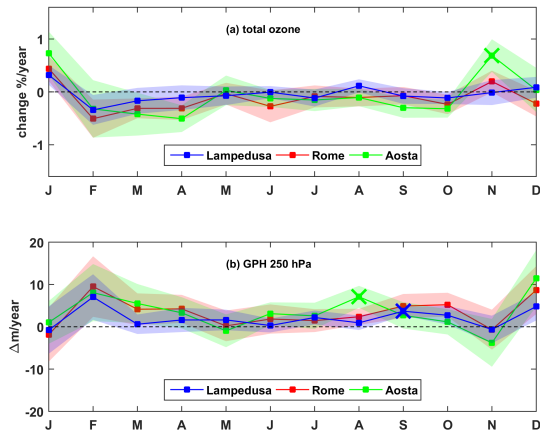 (a) total ozone
change %/year
1
0
-1
Lampedusa Rome Aosta
J F M A M J J A S O N D
(b) GPH 250 hPa
Δm/year
20
10
0
-10
-20
Lampedusa Rome Aosta
J F M A M J J A S O N D